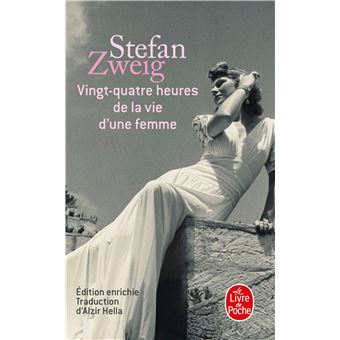 Stefan
Zweig
Vingt-quatre heures
de la vie
d'une femme
Édition enrichie
Traduction
d'Alzir Hella
Le
Livre
de
Poche